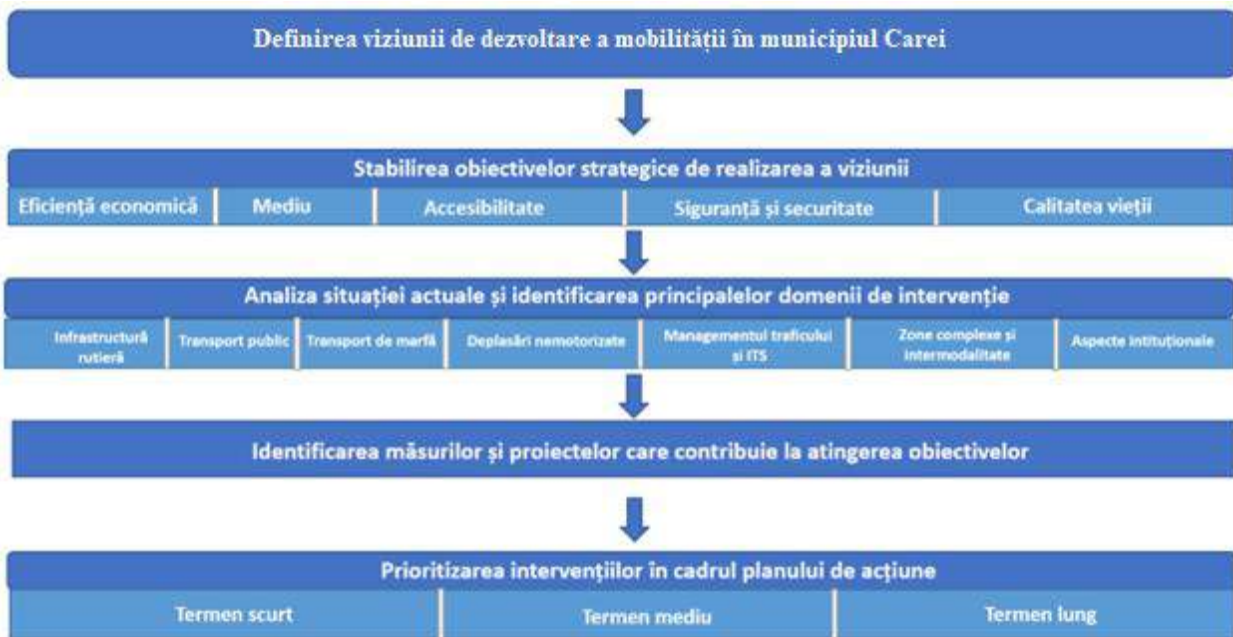 Definirea viziunii de dezvoltare a mobilității în municipiul Carei
Stabilirea obiectivelor strategice de realizarea a viziunii
Eficiență economică
Mediu
Accesibilitate
Siguranță și securitate
Calitatea vieții
Analiza situației actuale și identificarea principalelor domenii de intervenție
Infrastructură
rutieră
Transport public
Transport de marfă
Deplasări nemotorizate
Managementul traficului
și ITS
Zone complexe și
intermodalitate
Aspecte intituționale
Identificarea măsurilor și proiectelor care contribuie la atingerea obiectivelor
Prioritizarea intervențiilor în cadrul planului de acțiune
Termen scurt
Termen mediu
Termen lung